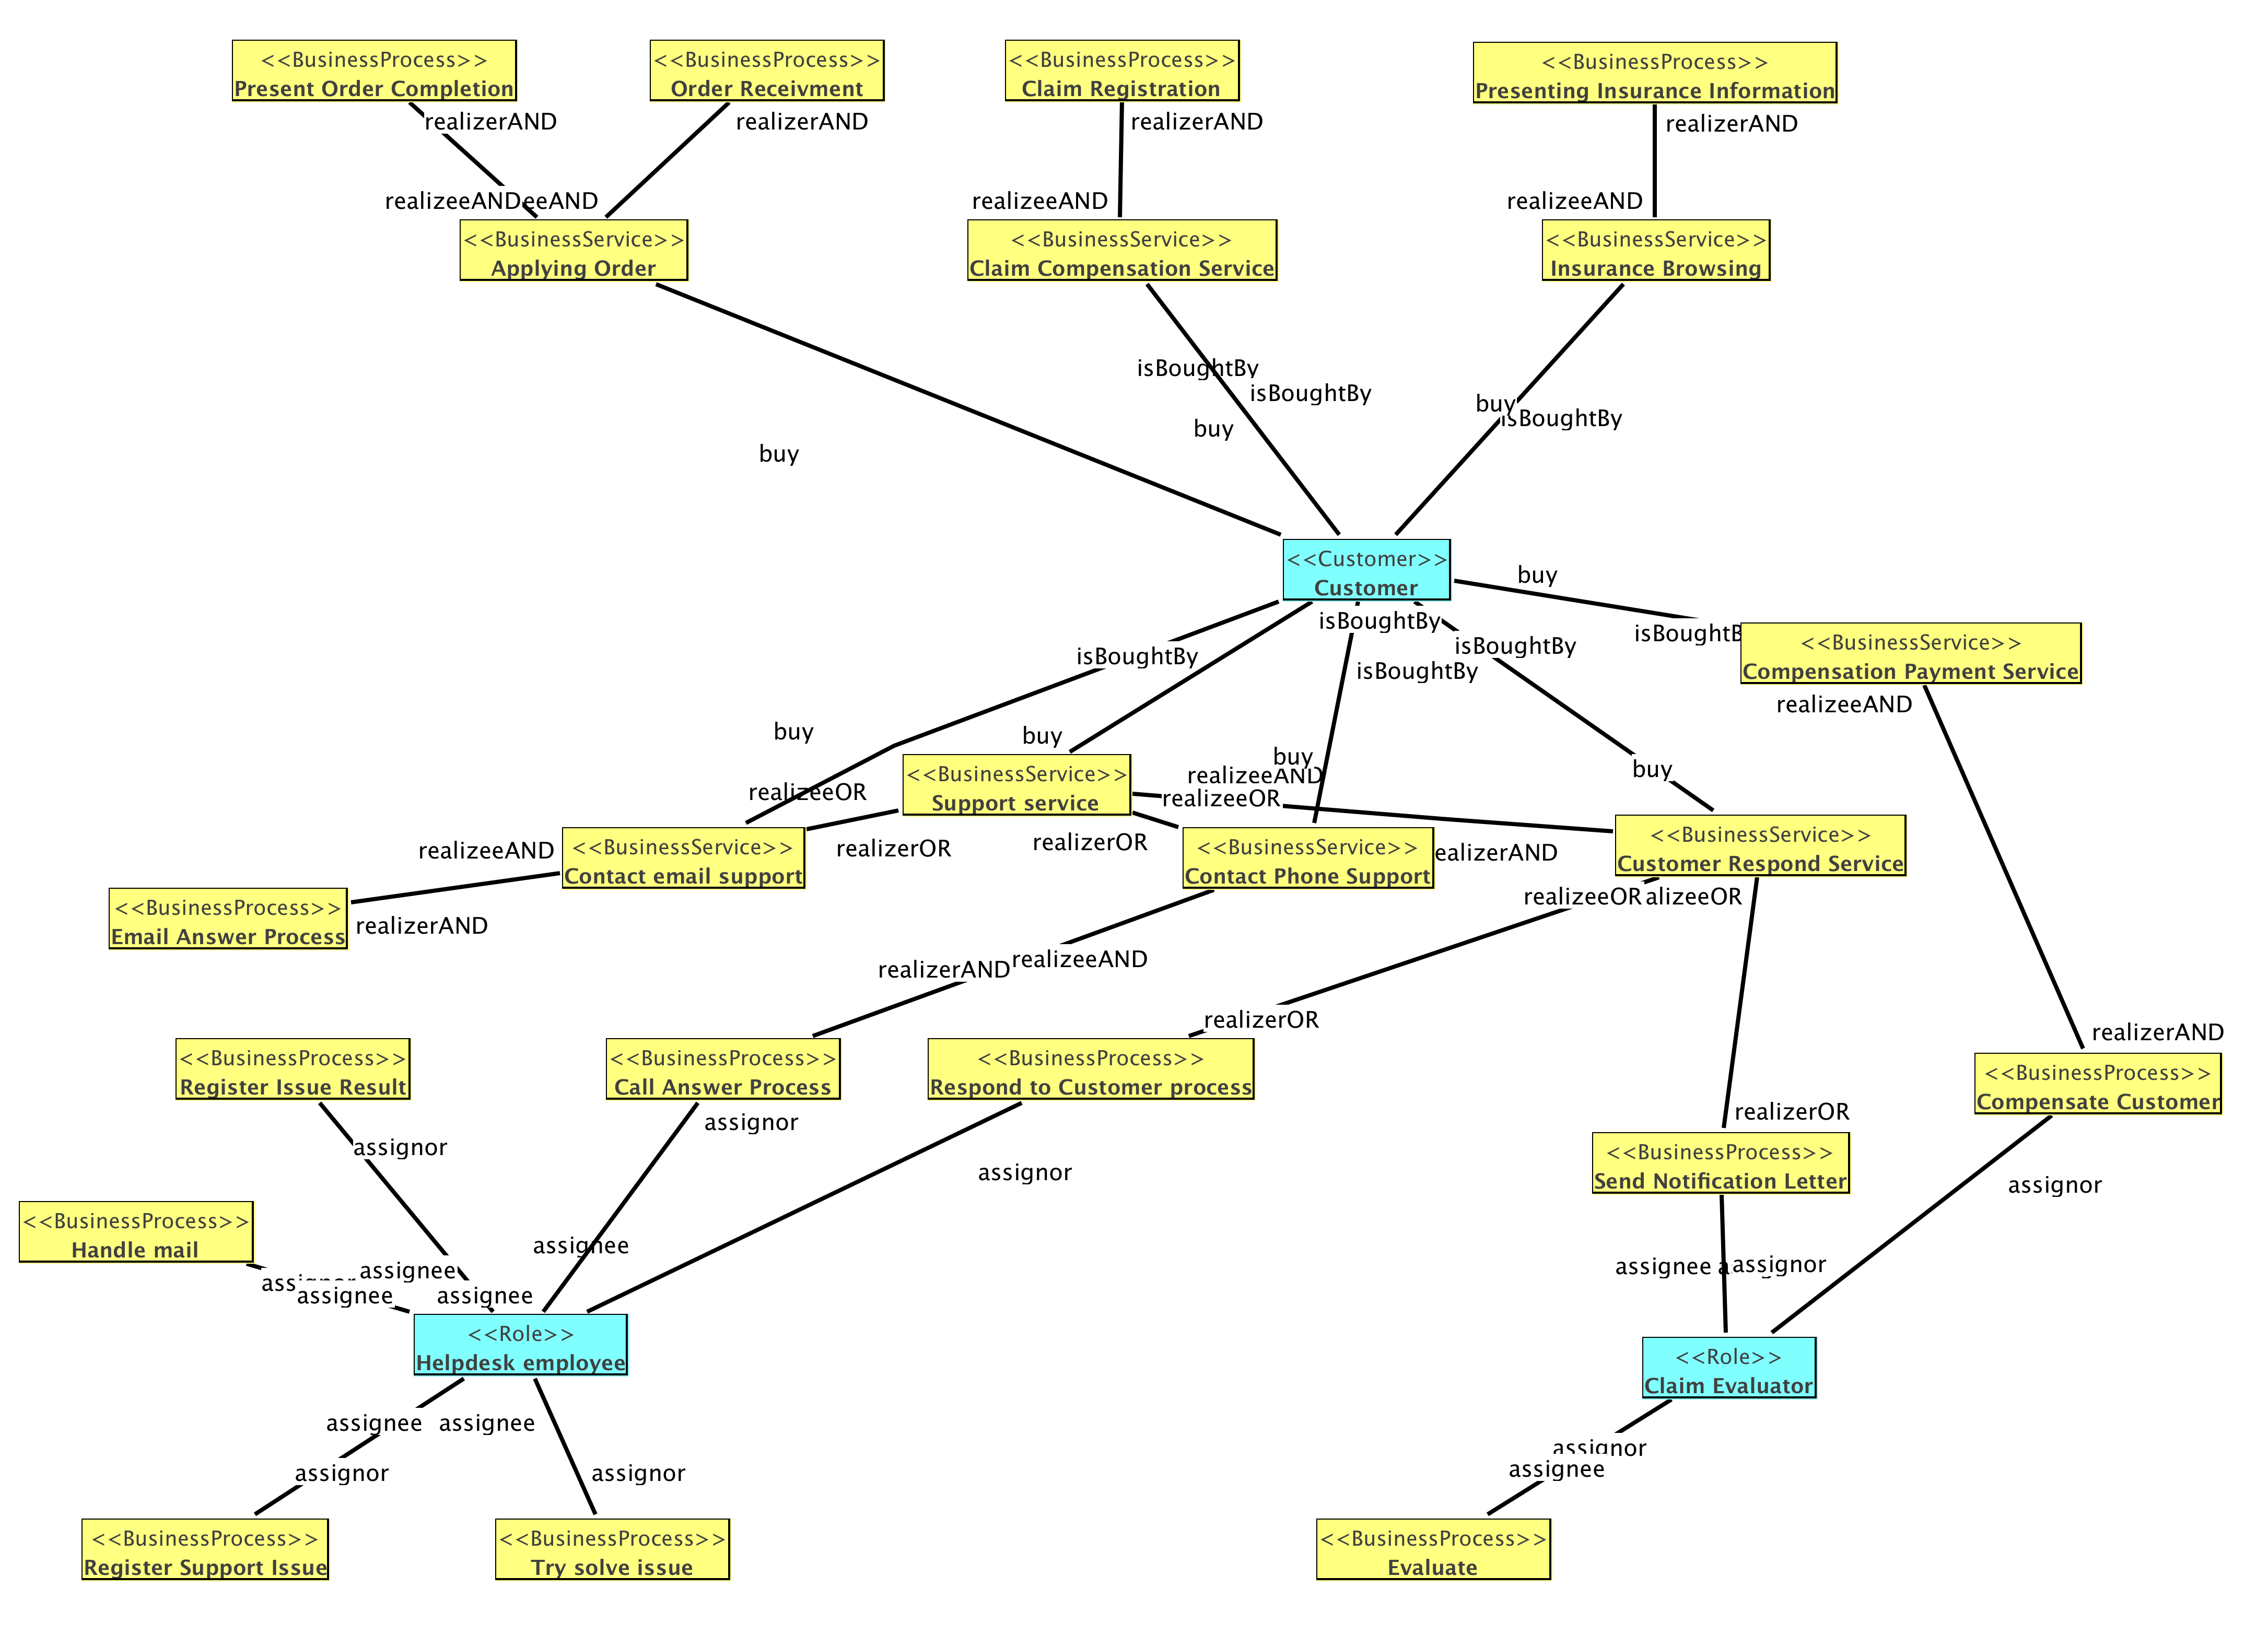 <<BusinessProcess>>
Present Order Completion
<<BusinessProcess>>
Order Receivment
<<BusinessProcess>>
Claim Registration
<<BusinessProcess>>
Presenting Insurance Information
realizerAND
realizerAND
realizerAND
realizerAND
realizeeAND
eeAND
realizeeAND
realizeeAND
<<BusinessService>>
Applying Order
<<BusinessService>>
Claim Compensation Service
<<BusinessService>>
Insurance Browsing
isBoughtBy
isBoughtBy
buy
isBoughtBy
buy
buy
<<Customer>>
Customer
buy
isBoughtBy
isBoughtBy
isBoughtBy
isBoughtBy
isBoughtB
<<BusinessService>>
Compensation Payment Service
realizeeAND
buy
buy
buy
buy
<<BusinessService>>
Support service
realizeeAND
realizeeOR
realizeeOR
realizerOR
realizerOR
realizeeAND
<<BusinessService>>
Contact email support
<<BusinessService>>
Contact Phone Support
ealizerAND
<<BusinessService>>
Customer Respond Service
realizeeOR
alizeeOR
<<BusinessProcess>>
Email Answer Process
realizerAND
realizerAND
realizeeAND
realizerOR
realizerAND
<<BusinessProcess>>
Register Issue Result
<<BusinessProcess>>
Call Answer Process
<<BusinessProcess>>
Respond to Customer process
<<BusinessProcess>>
Compensate Customer
assignor
assignor
assignor
realizerOR
<<BusinessProcess>>
Send Notification Letter
assignor
<<BusinessProcess>>
Handle mail
assignee
assignee
assignee
assignee
assignee
assignor
<<Role>>
Helpdesk employee
<<Role>>
Claim Evaluator
assignee
assignee
assignor
assignor
assignor
assignee
<<BusinessProcess>>
Register Support Issue
<<BusinessProcess>>
Try solve issue
<<BusinessProcess>>
Evaluate